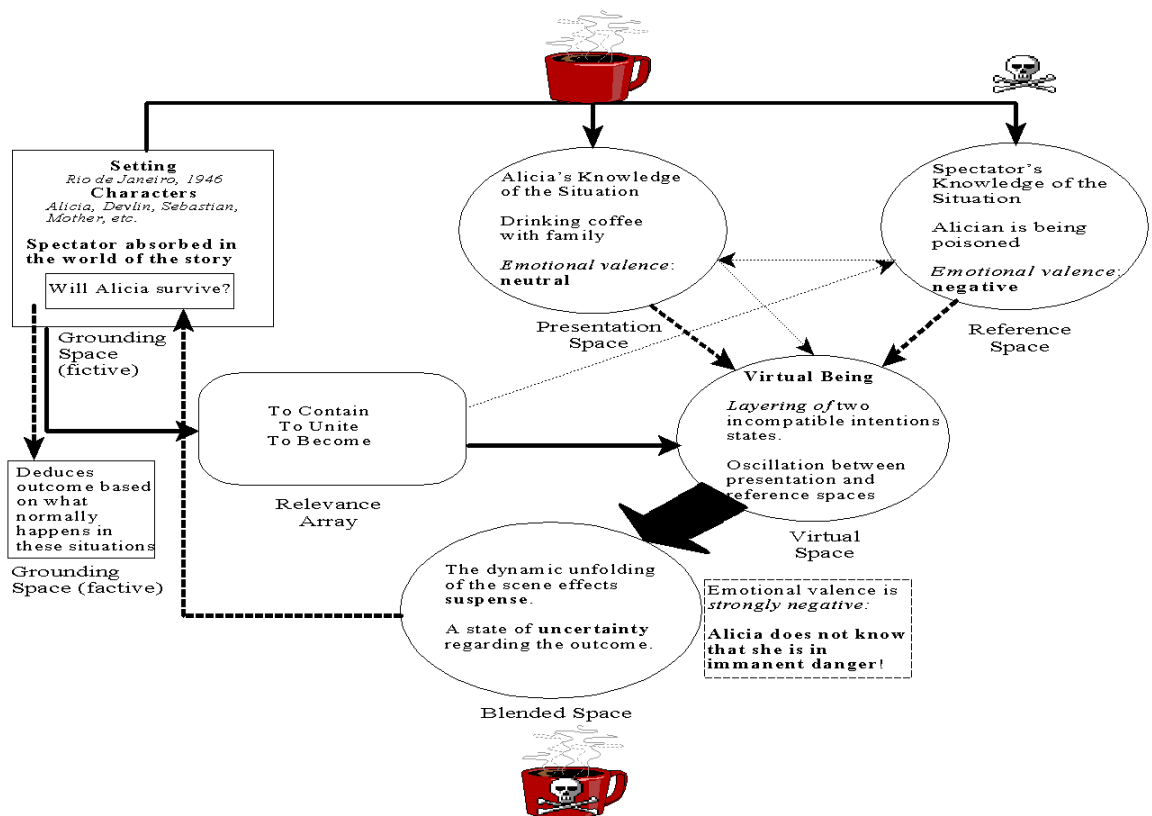 Setting
Rio de Janeiro, 1946
Characters
Alicia, Devlin, Sebastian,
Mother, etc.
Spectator absorbed in
the world of the story
Will Alicia survive?
Grounding
Space
(fictive)
Alicia's Knowledge
of the Situation
Drinking coffee
with family
Emotional valence:
neutral
Presentation
Space
Spectator's
Knowledge of the
Situation
Alician is being
poisoned
Emotional valence:
negative
Reference
Space
To Contain
To Unite
To Become
Relevance
Array
Virtual Being
Layering of two
incompatible intentions
states.
Oscillation between
presentation and
reference spaces
Virtual
Space
Deduces
outcome based
on what
normally
happens in
these situations
Grounding
Space (factive)
The dynamic unfolding
of the scene effects
suspense.
A state of uncertainty
regarding the outcome.
Blended Space
Emotional valence is
strongly negative:
Alicia does not know
that she is in
immanent danger!